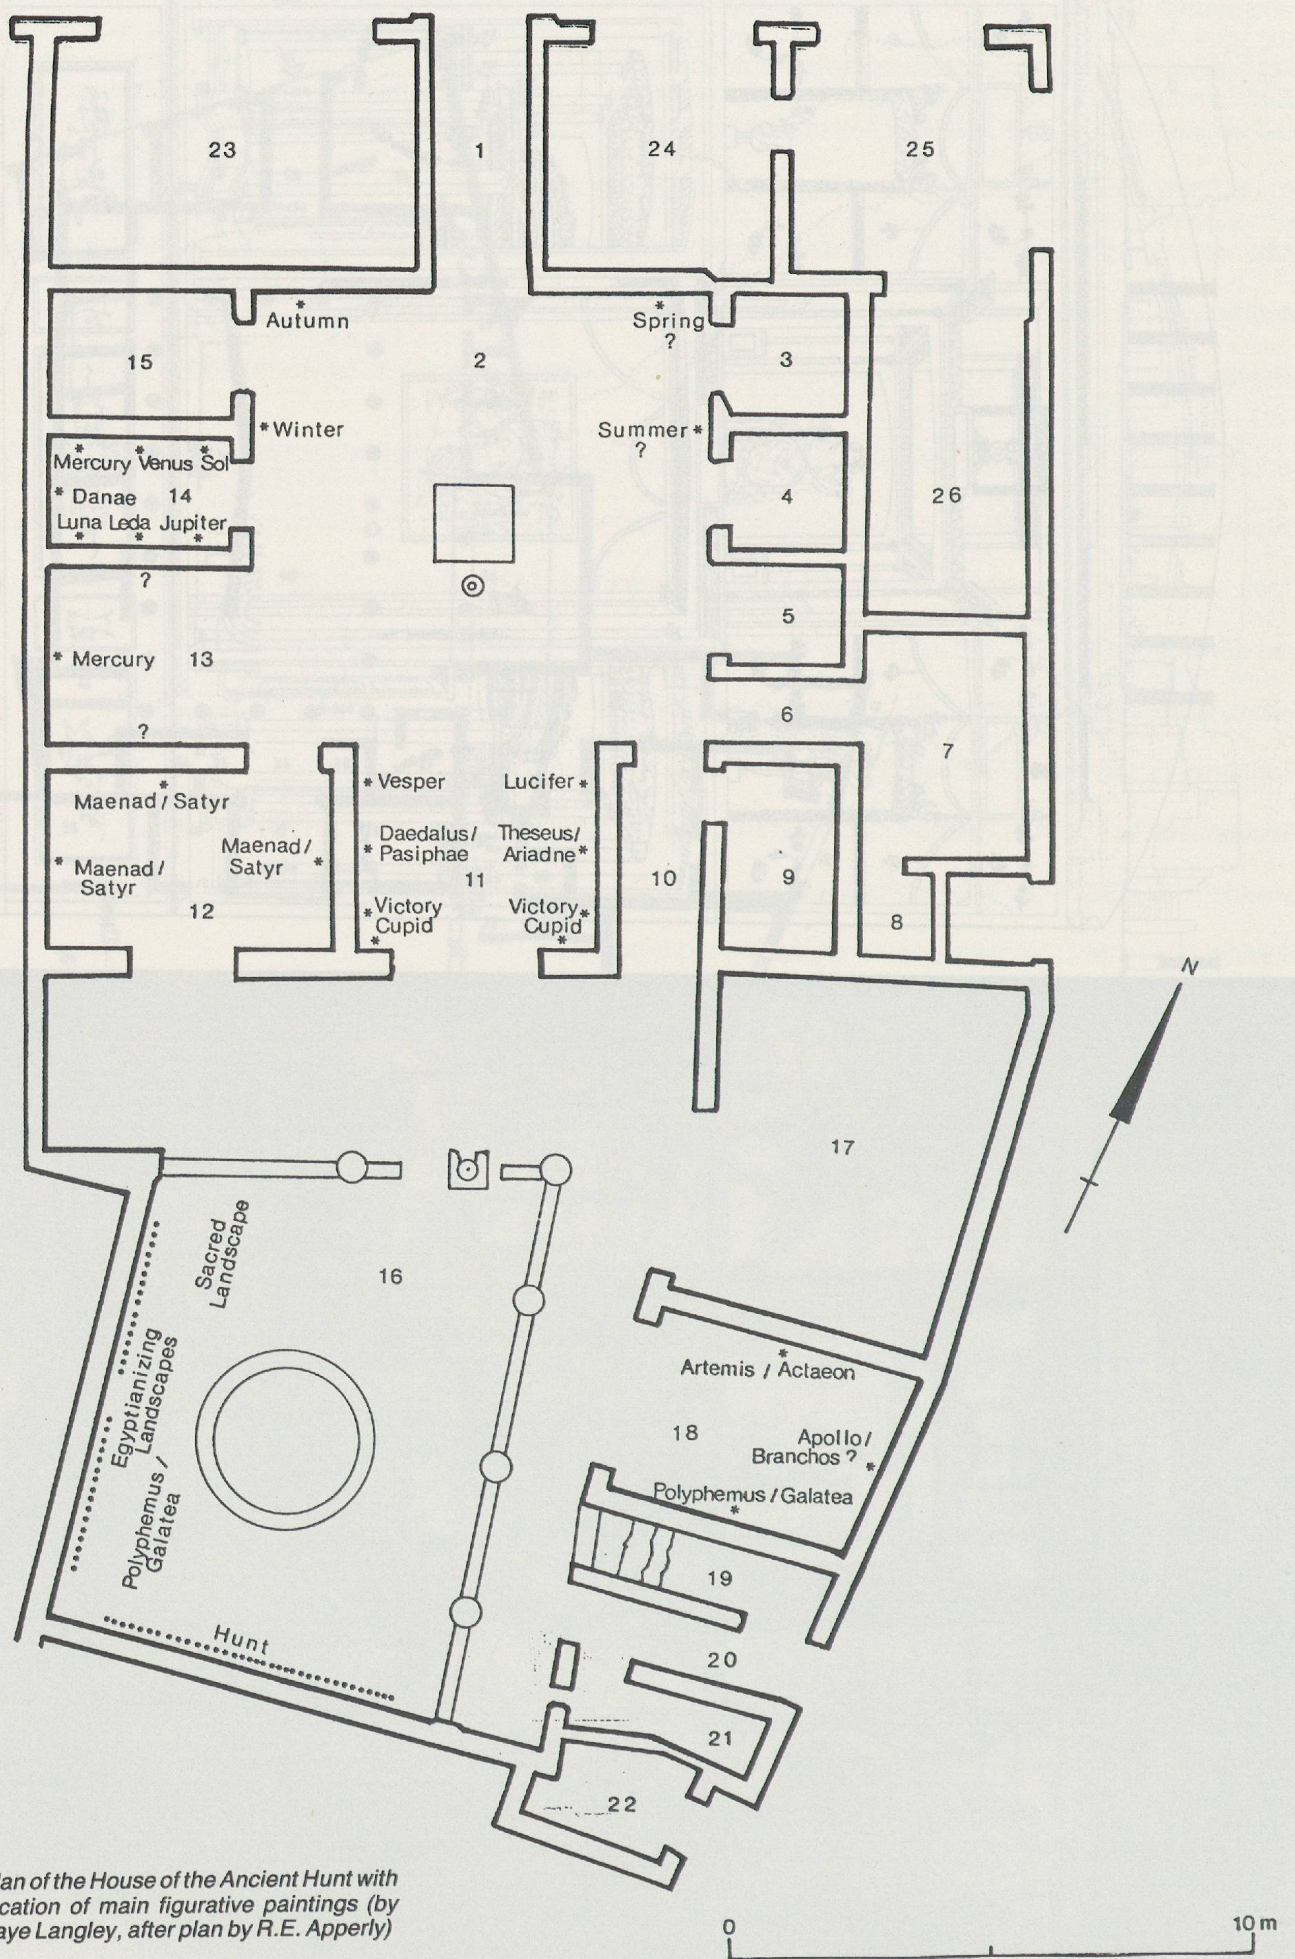 23
1
24
25
Autumn
Spring
?
15
2
3
Winter
Summer
?
Mercury Venus Sol
Danae 14
Luna Leda Jupiter
4
26
?
5
Mercury 13
6
?
7
Vesper
Lucifer
Maenad / Satyr
Daedalus /
Pasiphae
Theseus /
Ariadne
Maenad /
Satyr
Maenad /
Satyr
11
10
9
12
Victory
Cupid
Victory
Cupid
8
N
17
Sacred
Landscape
16
Egyptianizing
Landscapes
Artemis / Actaeon
18
Apollo /
Branchos ?
Polyphemus / Galatea
Polyphemus /
Galatea
19
Hunt
20
21
22
lan of the House of the Ancient Hunt with
cation of main figurative paintings (by
aye Langley, after plan by R.E. Apperly)
0
10 m